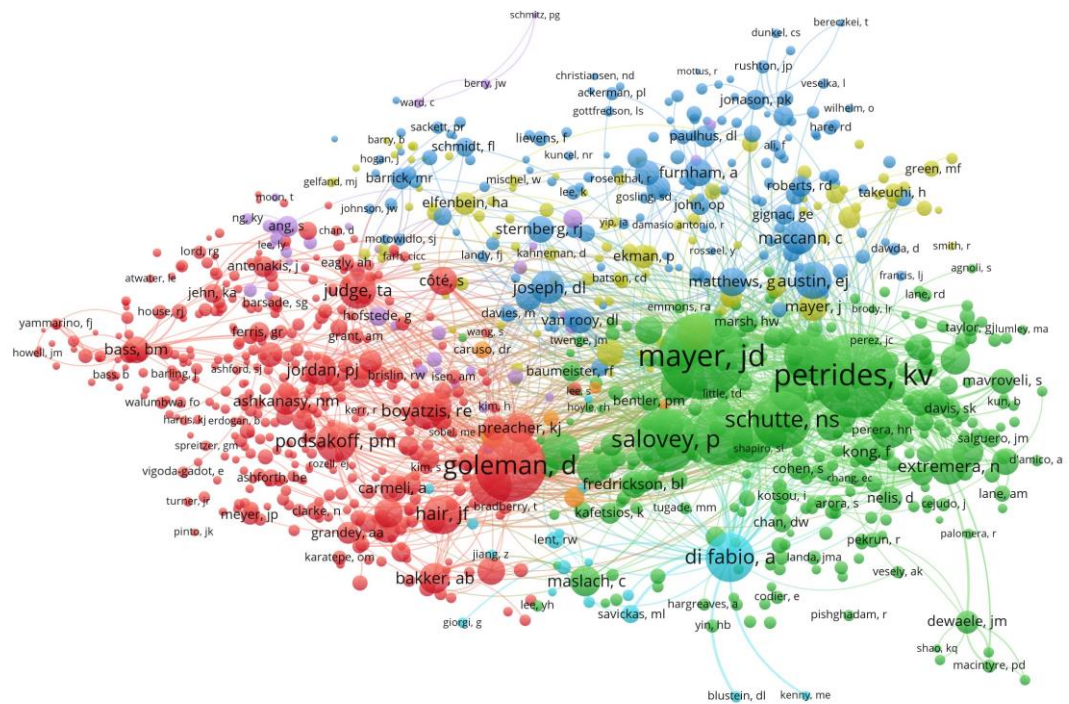 schmitz, pg
bereczkei, t
dunkel, cs
rushton, jp
mottus, r
christiansen, nd
berry, jw
ackerman, pl
veselka, l
jonason, pk
ward, c
gottfredson, ls
wilhelm, o
hare, rd
sackett, pr
paulhus, dl
barry, b
lievens, f
schmidt, fl
ali, f
hogan, j
kuncel, nr
green, mf
furnham, a
rosenthal, r
barrick, mr
mischel, w
gelfand, mj
lee, k
roberts, rd
takeuchi, h
gosling, sd
john, op
elfenbein, ha
johnson, jw
moon, t
gignac, ge
ng, ky
ang, s
chan, d
sternberg, rj
yip, ja
damasio antonio, r
motowidlo, sj
maccann, c
lee, ly
kahneman, d
rosseel, y
smith, r
lord, rg
eagly, ah
farh, cicc
landy, fj
ekman, p
dawda, d
antonakis, j
batson, cd
francis, lj
agnoli, s
atwater, le
côté, s
matthews, g
austin, ej
jehn, ka
barsade, sg
judge, ta
joseph, dl
lane, rd
house, rj
emmons, ra
mayer, j
hofstede, g
davies, m
brody, lr
yammarino, fj
ferris, gr
grant, am
wang, s
van rooy, dl
marsh, hw
taylor, gj
lumley, ma
twenge, jm
perez, jc
howell, jm
bass, bm
caruso, dr
mayer, jd
bass, b
barling, j
ashford, sj
jordan, pj
brislin, rw
isen, am
baumeister, rf
petrides, kv
mavroveli, s
kun, b
walumbwa, fo
ashkanasy, nm
lee, s
little, td
davis, sk
kerr, r
boyatzis, re
kim, h
hoyle, rh
bentler, pm
schutte, ns
harris, kj
erdogan, b
sobel, me
preacher, kj
perera, hn
salguero, jm
spreitzer, gm
podsakoff, pm
salovey, p
shapiro, sl
kong, f
d'amico, a
rozell, ej
kim, s
goleman, d
cohen, s
chang, ec
extremera, n
vigoda-gadot, e
ashforth, be
carmeli, a
fredrickson, bl
kotsou, i
nelis, d
lane, am
turner, jr
meyer, jp
clarke, n
hair, jf
bradberry, t
kafetsios, k
tugade, mm
arora, s
cejudo, j
pinto, jk
grandey, aa
chan, dw
palomera, r
karatepe, om
jiang, z
lent, rw
di fabio, a
landa, jma
pekrun, r
bakker, ab
maslach, c
vesely, ak
codier, e
lee, yh
hargreaves, a
giorgi, g
savickas, ml
pishghadam, r
yin, hb
dewaele, jm
shao, kq
macintyre, pd
blustein, dl
kenny, me